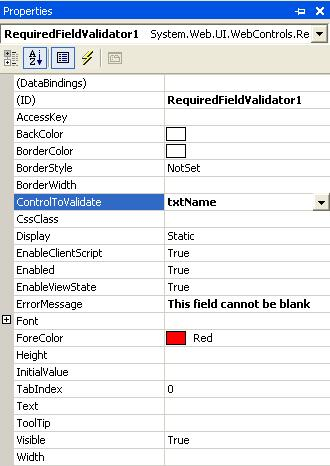 Properties
RequiredFieldValidator1 System.Web.UI.WebControls.Re
(DataBindings)
(ID) RequiredFieldValidator1
AccessKey
BackColor
BorderColor
BorderStyle NotSet
BorderWidth
ControlToValidate txtName
CssClass
Display Static
EnableClientScript True
Enabled True
EnableViewState True
ErrorMessage This field cannot be blank
Font
ForeColor Red
Height
InitialValue
TabIndex 0
Text
ToolTip
Visible True
Width